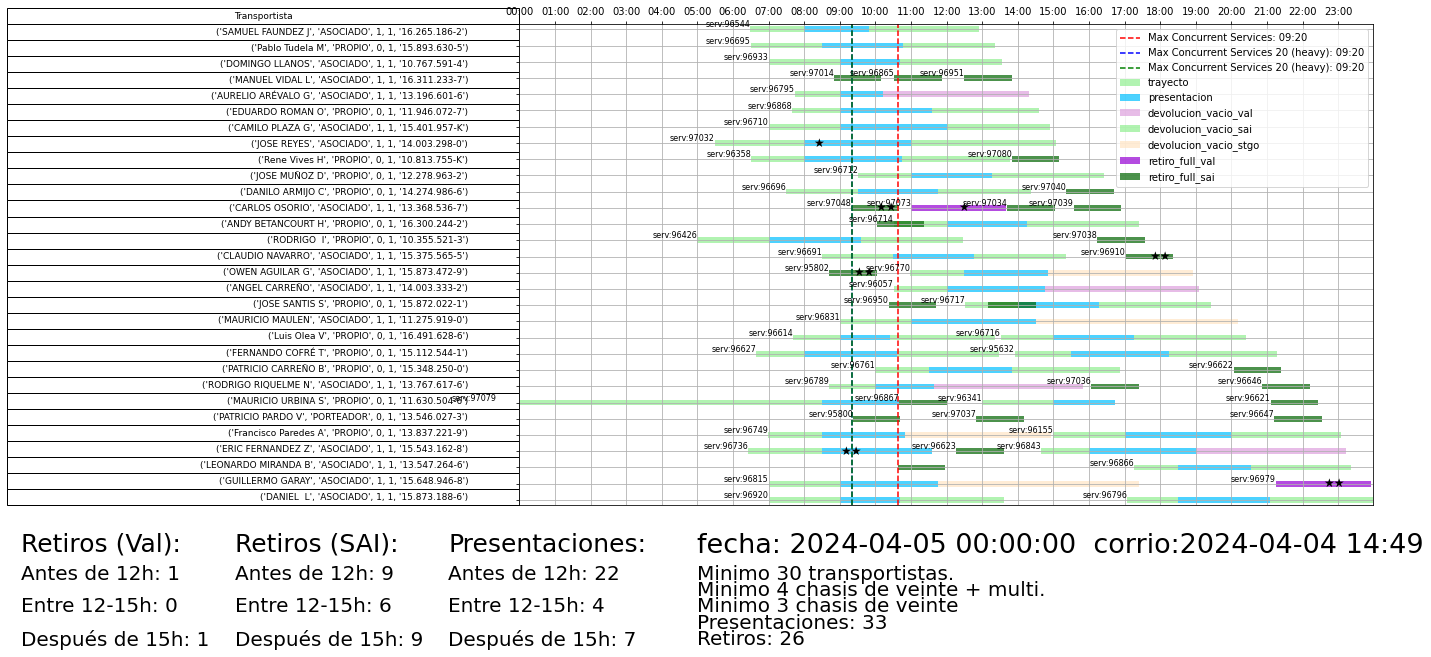 Transportista
00:00 01:00 02:00 03:00 04:00 05:00 06:00 07:00 08:00 09:00 10:00 11:00 12:00 13:00 14:00 15:00 16:00 17:00 18:00 19:00 20:00 21:00 22:00 23:00
('SAMUEL FAUNDEZ J', 'ASOCIADO', 1, 1, '16.265.186-2') serv:96544
('Pablo Tudela M', 'PROPIO', 0, 1, '15.893.630-5') serv:96695
('DOMINGO LLANOS', 'ASOCIADO', 1, 1, '10.767.591-4') serv:96933
('MANUEL VIDAL L', 'ASOCIADO', 1, 1, '16.311.233-7') serv:97014 serv:96865 serv:96951
('AURELIO ARÉVALO G', 'ASOCIADO', 1, 1, '13.196.601-6') serv:96795
('EDUARDO ROMAN O', 'PROPIO', 0, 1, '11.946.072-7') serv:96868
('CAMILO PLAZA G', 'ASOCIADO', 1, 1, '15.401.957-K') serv:96710
('JOSE REYES', 'ASOCIADO', 1, 1, '14.003.298-0') serv:97032
('Rene Vives H', 'PROPIO', 0, 1, '10.813.755-K') serv:96358 serv:97080
('JOSE MUÑOZ D', 'PROPIO', 0, 1, '12.278.963-2') serv:96712
('DANILO ARMIJO C', 'PROPIO', 0, 1, '14.274.986-6') serv:96696 serv:97040
('CARLOS OSORIO', 'PROPIO', 0, 1, '13.368.536-7') serv:97048 serv:97073 serv:97034 serv:97039
('ANDY BETANCOURT H', 'PROPIO', 0, 1, '16.300.244-2') serv:96714
('RODRIGO  I', 'PROPIO', 0, 1, '10.355.521-3') serv:96426 serv:97038
('CLAUDIO NAVARRO', 'PROPIO', 0, 1, '15.375.565-5') serv:96691 serv:96910
('OWEN AGUILAR G', 'PROPIO', 0, 1, '15.873.472-9') serv:95802 serv:96770
('ANGEL CARREÑO', 'PROPIO', 0, 1, '14.003.333-2') serv:96057
('JOSE SANTIS S', 'PROPIO', 0, 1, '15.872.022-1') serv:96950 serv:96717
('MAURICIO MAULEN', 'ASOCIADO', 1, 1, '11.275.919-0') serv:96831
('Luis Olea V', 'PROPIO', 0, 1, '16.491.628-6') serv:96614 serv:96716
('FERNANDO COFRÉ T', 'PROPIO', 0, 1, '15.112.544-1') serv:96627 serv:95632
('PATRICIO CARREÑO B', 'PROPIO', 0, 1, '15.348.250-0') serv:96761 serv:96622
('RODRIGO RIQUELME N', 'ASOCIADO', 1, 1, '13.767.617-6') serv:96789 serv:97036 serv:96646
('MAURICIO URBINA S', 'PROPIO', 0, 1, '11.630.504-6') serv:97079 serv:96867 serv:96341 serv:96621
('PATRICIO PARDO V', 'PORTEADOR', 0, 1, '13.546.027-3') serv:95800 serv:97037 serv:96647
('Francisco Paredes A', 'PROPIO', 0, 1, '13.837.221-9') serv:96749 serv:96155
('ERIC FERNANDEZ Z', 'ASOCIADO', 1, 1, '15.543.162-8') serv:96736 serv:96623 serv:96843
('LEONARDO MIRANDA B', 'ASOCIADO', 1, 1, '13.547.264-6') serv:96866
('GUILLERMO GARAY', 'ASOCIADO', 1, 1, '15.648.946-8') serv:96815 serv:96979
('DANIEL  L', 'ASOCIADO', 1, 1, '15.873.188-6') serv:96920 serv:96796
Max Concurrent Services: 09:20
Max Concurrent Services 20 (heavy): 09:20
Max Concurrent Services 20 (heavy): 09:20
trayecto
presentacion
devolucion_vacio_val
devolucion_vacio_sai
devolucion_vacio_stgo
retiro_full_val
retiro_full_sai
Retiros (Val):
Antes de 12h: 1
Entre 12-15h: 0
Después de 15h: 1
Retiros (SAI):
Antes de 12h: 9
Entre 12-15h: 6
Después de 15h: 9
Presentaciones:
Antes de 12h: 22
Entre 12-15h: 4
Después de 15h: 7
fecha: 2024-04-05 00:00:00  corrio:2024-04-04 14:49
Minimo 30 transportistas.
Minimo 4 chasis de veinte + multi.
Minimo 3 chasis de veinte
Presentaciones: 33
Retiros: 26